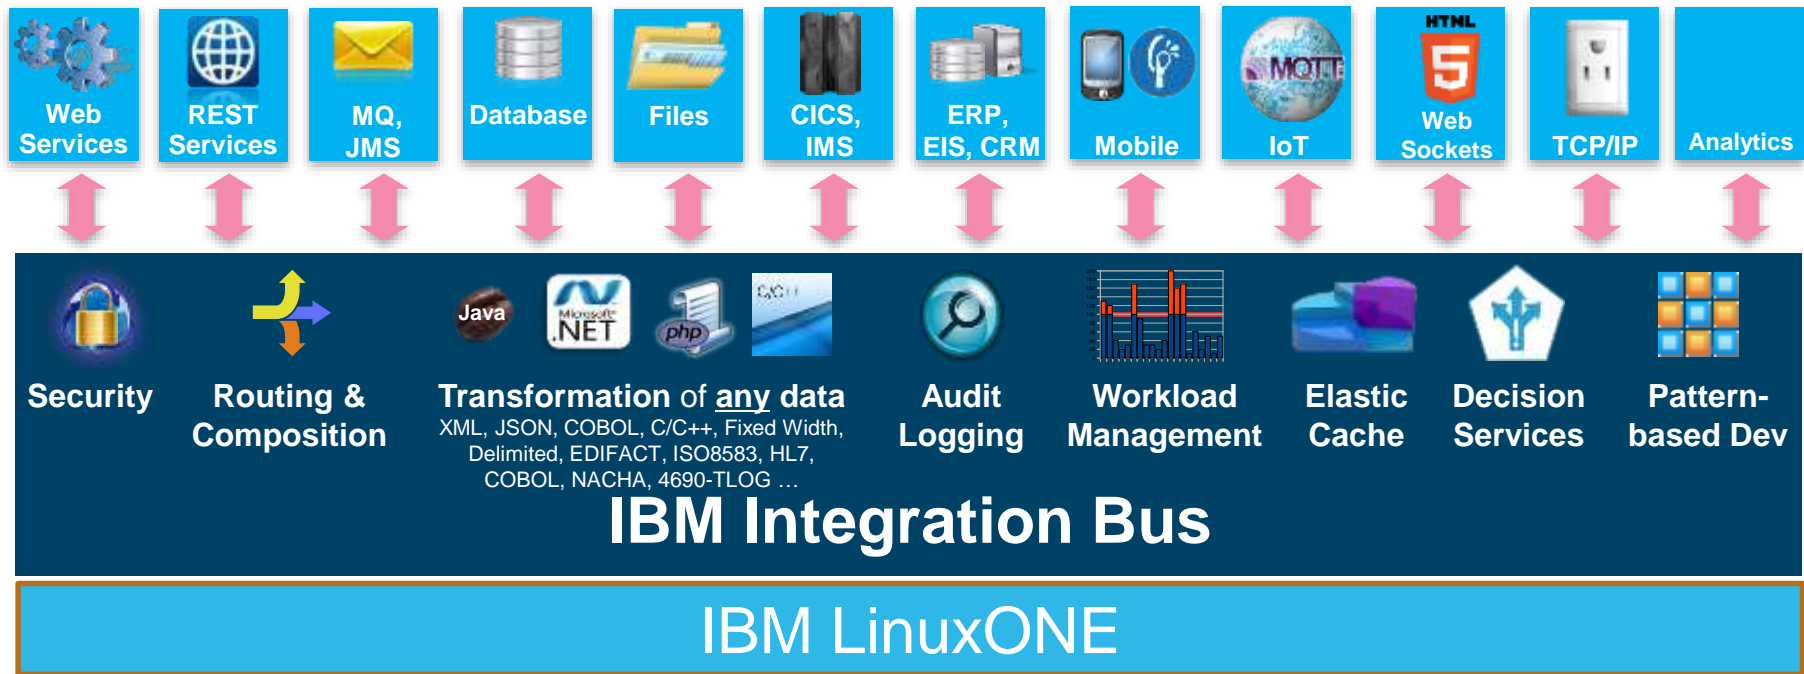 HTNL
MQTT
Web
Services
REST
Services
MQ,
JMS
Database
Files
CICS,
IMS
ERP,
EIS, CRM
Mobile
IoT
Web
Sockets
TCP/IP
Analytics
Java
Microsoft
.NET
php
C/C++
Security
Routing &
Composition
Transformation of any data
XML, JSON, COBOL, C/C++, Fixed Width,
Delimited, EDIFACT, ISO8583, HL7,
COBOL, NACHA, 4690-TLOG ...
Audit
Logging
Workload
Management
Elastic
Cache
Decision
Services
Pattern-
based Dev
IBM Integration Bus
IBM LinuxONE